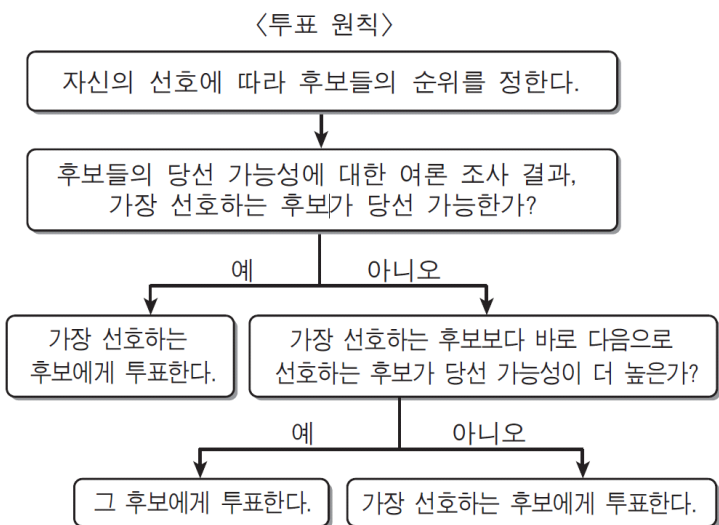 〈투표 원칙〉
자신의 선호에 따라 후보들의 순위를 정한다.
후보들의 당선 가능성에 대한 여론 조사 결과,
가장 선호하는 후보가 당선 가능한가?
예
아니오
가장 선호하는
후보에게 투표한다.
가장 선호하는 후보보다 바로 다음으로
선호하는 후보가 당선 가능성이 더 높은가?
예
아니오
그 후보에게 투표한다.
가장 선호하는 후보에게 투표한다.